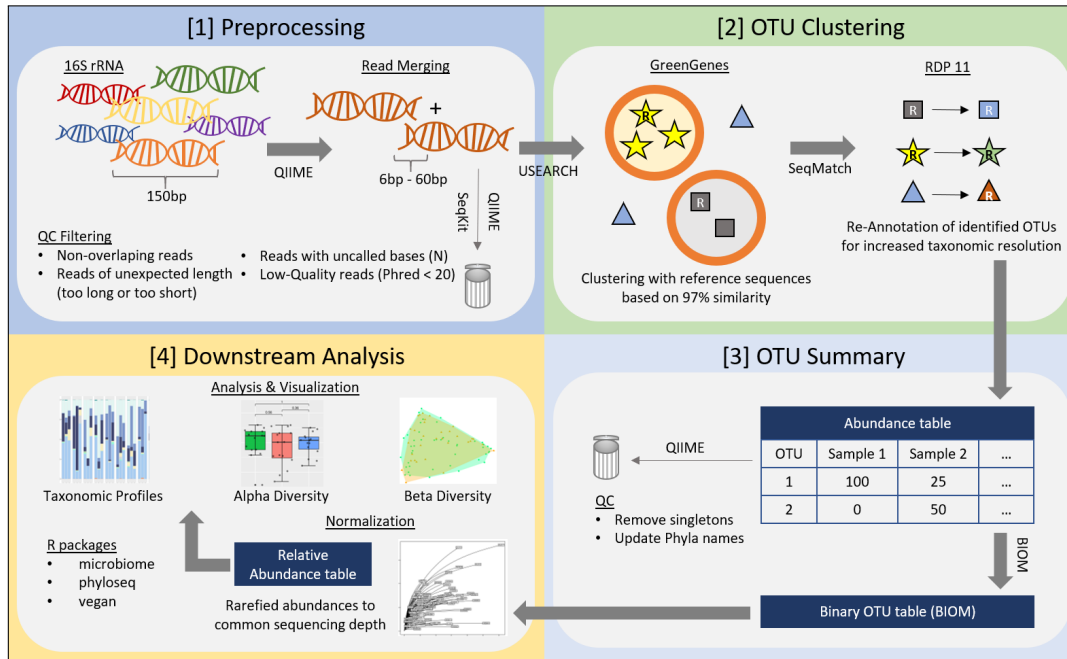 [1] Preprocessing
16S rRNA
Read Merging
+
QIIME
6bp - 60bp
150bp
SeqKit
QIIME
QC Filtering
• Non-overlaping reads
• Reads of unexpected length
(too long or too short)
• Reads with uncalled bases (N)
• Low-Quality reads (Phred < 20)
USEARCH
[2] OTU Clustering
GreenGenes
R
R
Clustering with reference sequences
based on 97% similarity
SeqMatch
RDP 11
R
R
R
R
R
Re-Annotation of identified OTUs
for increased taxonomic resolution
[3] OTU Summary
Abundance table
OTU Sample 1 Sample 2 ...
1 100 25 ...
2 0 50 ...
QIIME
QC
• Remove singletons
• Update Phyla names
BIOM
Binary OTU table (BIOM)
[4] Downstream Analysis
Analysis & Visualization
Taxonomic Profiles
Alpha Diversity
Beta Diversity
Normalization
R packages
• microbiome
• phyloseq
• vegan
Relative
Abundance table
Rarefied abundances to
common sequencing depth